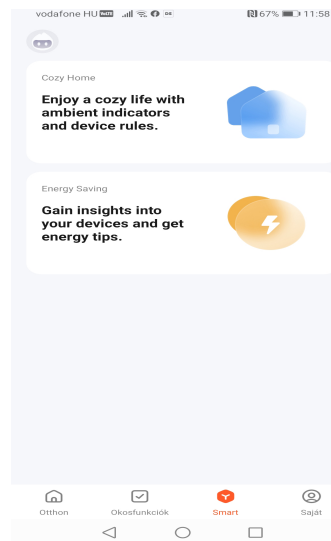 vodafone HU VoLTE 67% 11:58
Cozy Home
Enjoy a cozy life with
ambient indicators
and device rules.
Energy Saving
Gain insights into
your devices and get
energy tips.
Otthon Okosfunkciók Smart Saját